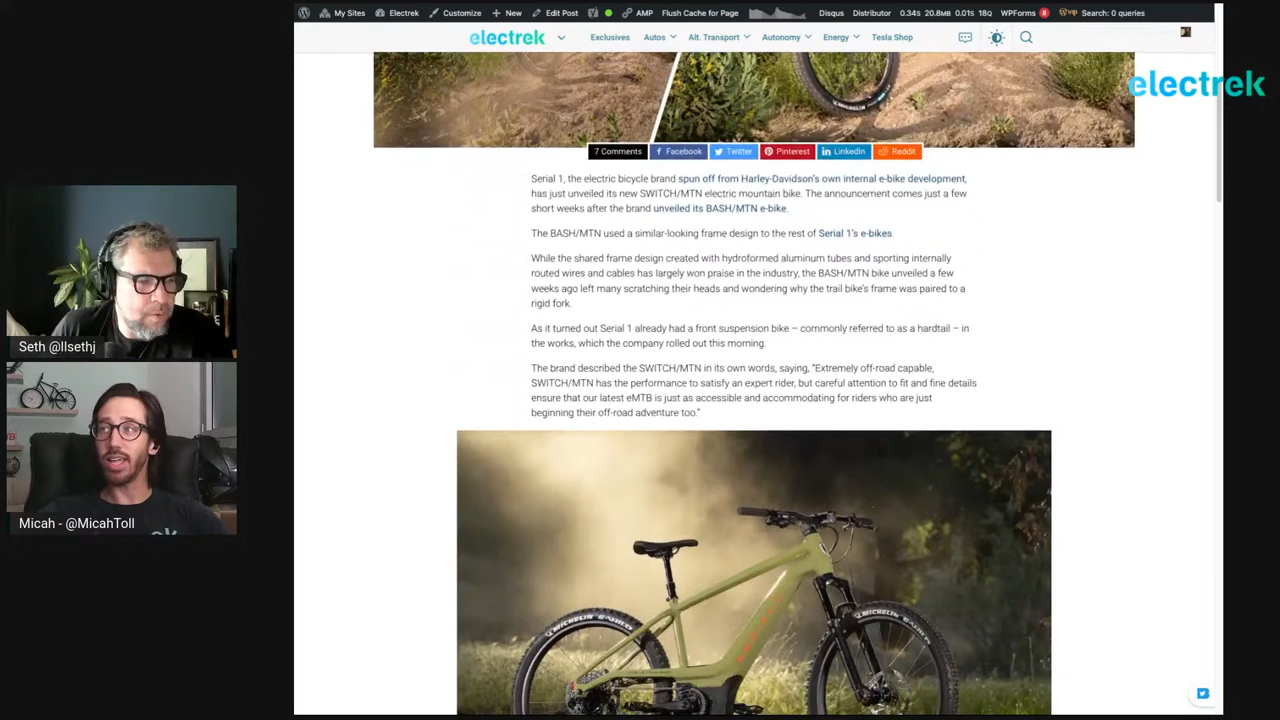 My Sites Electrek Customize New Edit Post AMP Flush Cache for Page Disqus Distributor 0.34s 20.8MB 0.01s 18Q WPForms 8 VIP Search: 0 queries
electrek Exclusives Autos Alt. Transport Autonomy Energy Tesla Shop
electrek
7 Comments Facebook Twitter Pinterest LinkedIn Reddit
Serial 1, the electric bicycle brand spun off from Harley-Davidson's own internal e-bike development,
has just unveiled its new SWITCH/MTN electric mountain bike. The announcement comes just a few
short weeks after the brand unveiled its BASH/MTN e-bike.
The BASH/MTN used a similar-looking frame design to the rest of Serial 1's e-bikes.
While the shared frame design created with hydroformed aluminum tubes and sporting internally
routed wires and cables has largely won praise in the industry, the BASH/MTN bike unveiled a few
weeks ago left many scratching their heads and wondering why the trail bike's frame was paired to a
rigid fork.
As it turned out Serial 1 already had a front suspension bike – commonly referred to as a hardtail – in
the works, which the company rolled out this morning.
The brand described the SWITCH/MTN in its own words, saying, "Extremely off-road capable,
SWITCH/MTN has the performance to satisfy an expert rider, but careful attention to fit and fine details
ensure that our latest eMTB is just as accessible and accommodating for riders who are just
beginning their off-road adventure too."
Seth @llsethj
Micah - @MicahToll
MICHELIN
MICHELIN